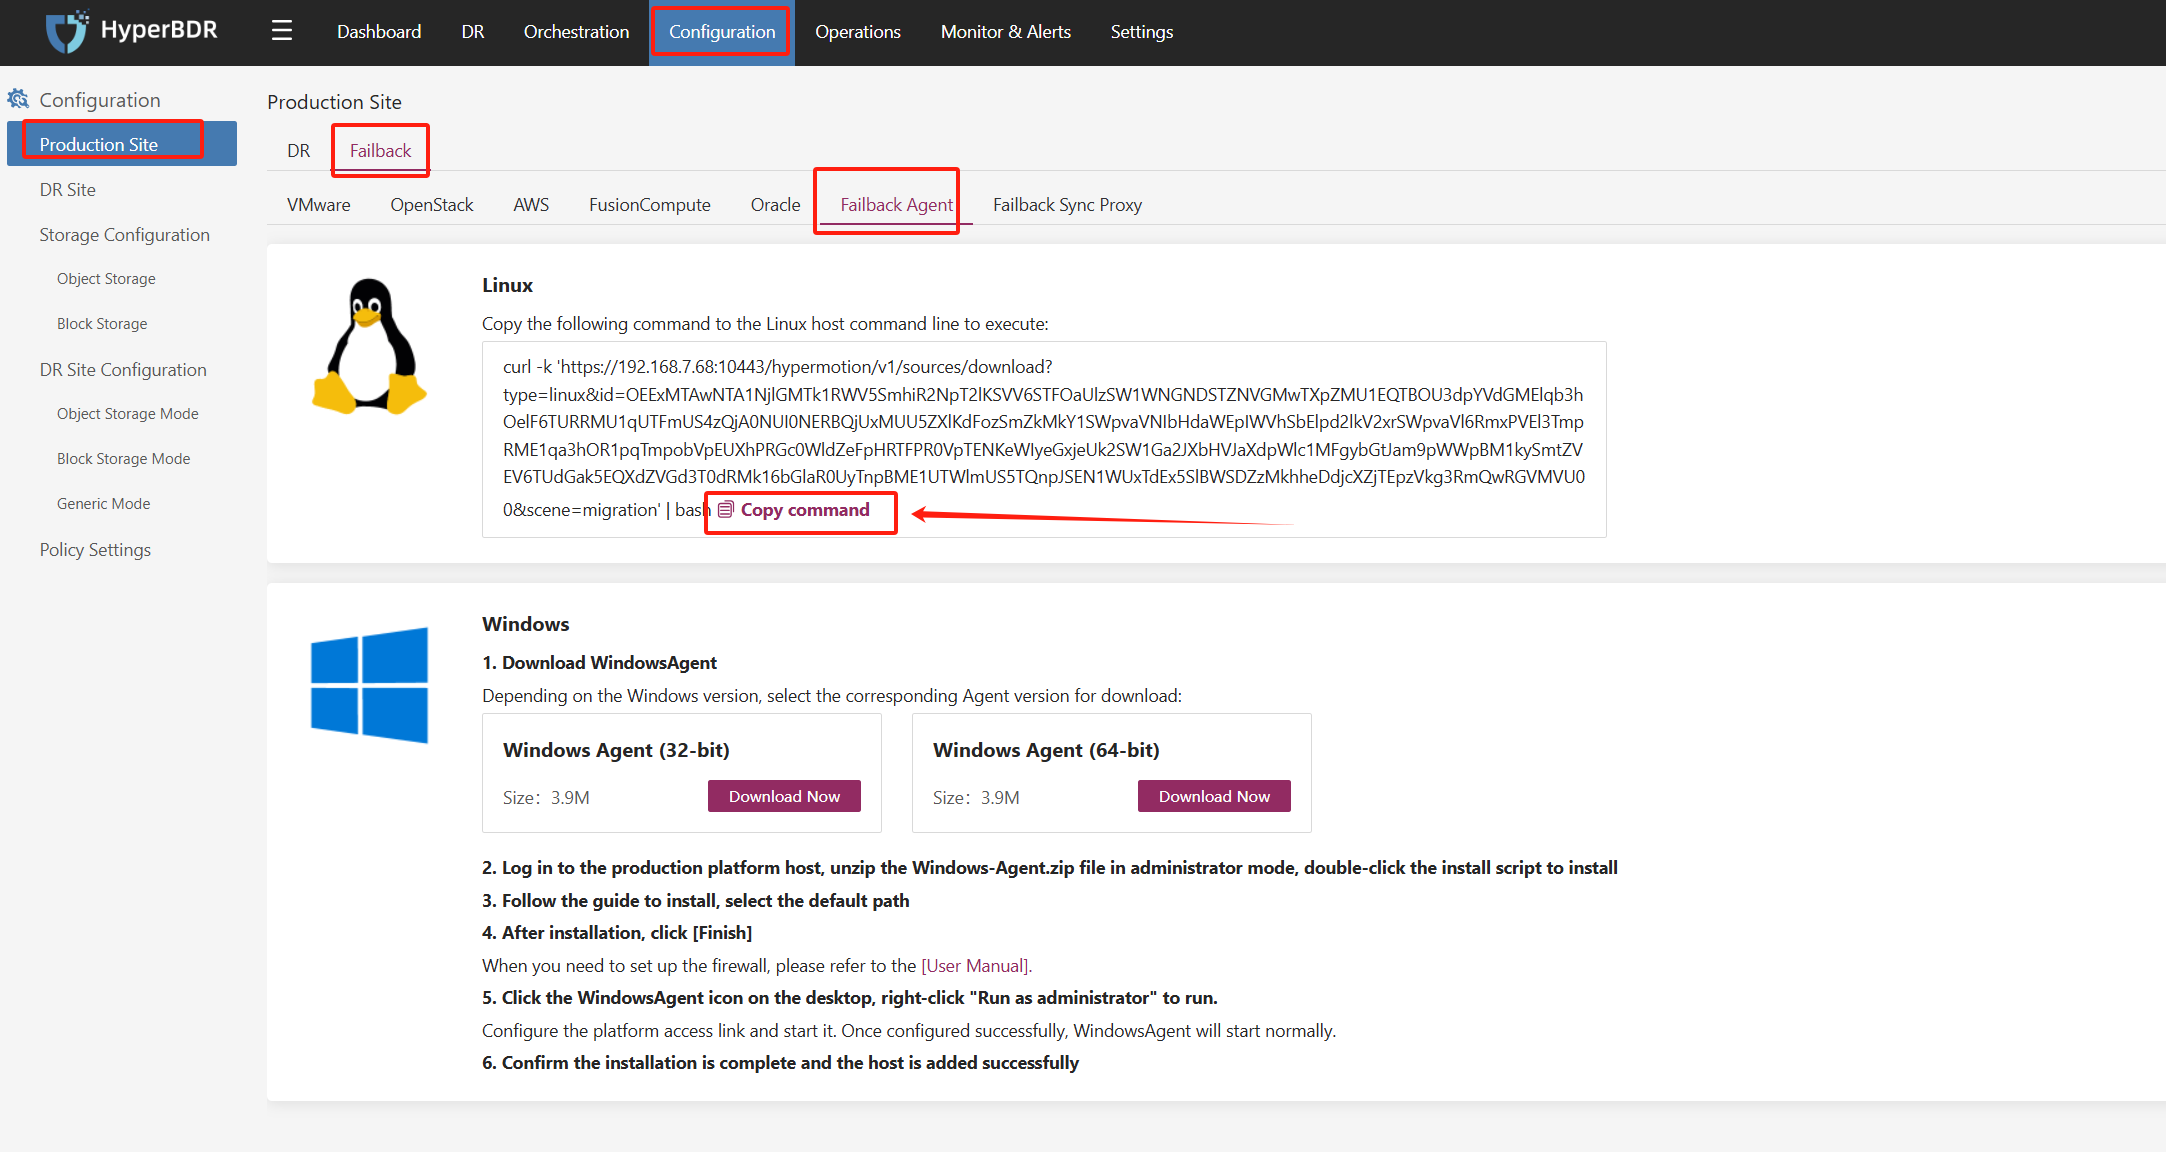 HyperBDR
Dashboard
DR
Orchestration
Configuration
Operations
Monitor & Alerts
Settings
Configuration
Production Site
DR Site
Storage Configuration
Object Storage
Block Storage
DR Site Configuration
Object Storage Mode
Block Storage Mode
Generic Mode
Policy Settings
Production Site
DR
Failback
VMware
OpenStack
AWS
FusionCompute
Oracle
Failback Agent
Failback Sync Proxy
Linux
Copy the following command to the Linux host command line to execute:
curl -k 'https://192.168.7.68:10443/hypermotion/v1/sources/download?
type=linux&id=OEExMTAwNTA1NjlGMTk1RWV5SmhiR2NpT2lKSVV6STFOaUlzSW1WNGNDSTZNVGMwTXpZMU1EQTBOU3dpYVdGMElqb3h
OelF6TURRMU1qUTFmUS4zQjA0NUI0NERBQjUxMUU5ZXlKdFozSmZkMkY1SWpvaVNIbHdaWEpIWVhSbElpd2lkV2xrSWpvaVl6RmxPVEl3Tmp
RME1qa3hOR1pqTmpobVpEUXhPRGc0WldZeFpHRTFPR0VpTENKeWIyeGxjeUk2SW1Ga2JXbHVJaXdpWlc1MFgybGtJam9pWWpBM1kySmtZV
EV6TUdGak5EQXdZVGd3T0dRMk16bGlaR0UyTnpBME1UTWlmUS5TQnpJSEN1WUxTdEx5SlBWSDZzMkhheDdjcXZjTEpzVkg3RmQwRGVMVU0
0&scene=migration' | bash Copy command
Windows
1. Download WindowsAgent
Depending on the Windows version, select the corresponding Agent version for download:
Windows Agent (32-bit)
Size: 3.9M
Download Now
Windows Agent (64-bit)
Size: 3.9M
Download Now
2. Log in to the production platform host, unzip the Windows-Agent.zip file in administrator mode, double-click the install script to install
3. Follow the guide to install, select the default path
4. After installation, click [Finish]
When you need to set up the firewall, please refer to the [User Manual].
5. Click the WindowsAgent icon on the desktop, right-click "Run as administrator" to run.
Configure the platform access link and start it. Once configured successfully, WindowsAgent will start normally.
6. Confirm the installation is complete and the host is added successfully